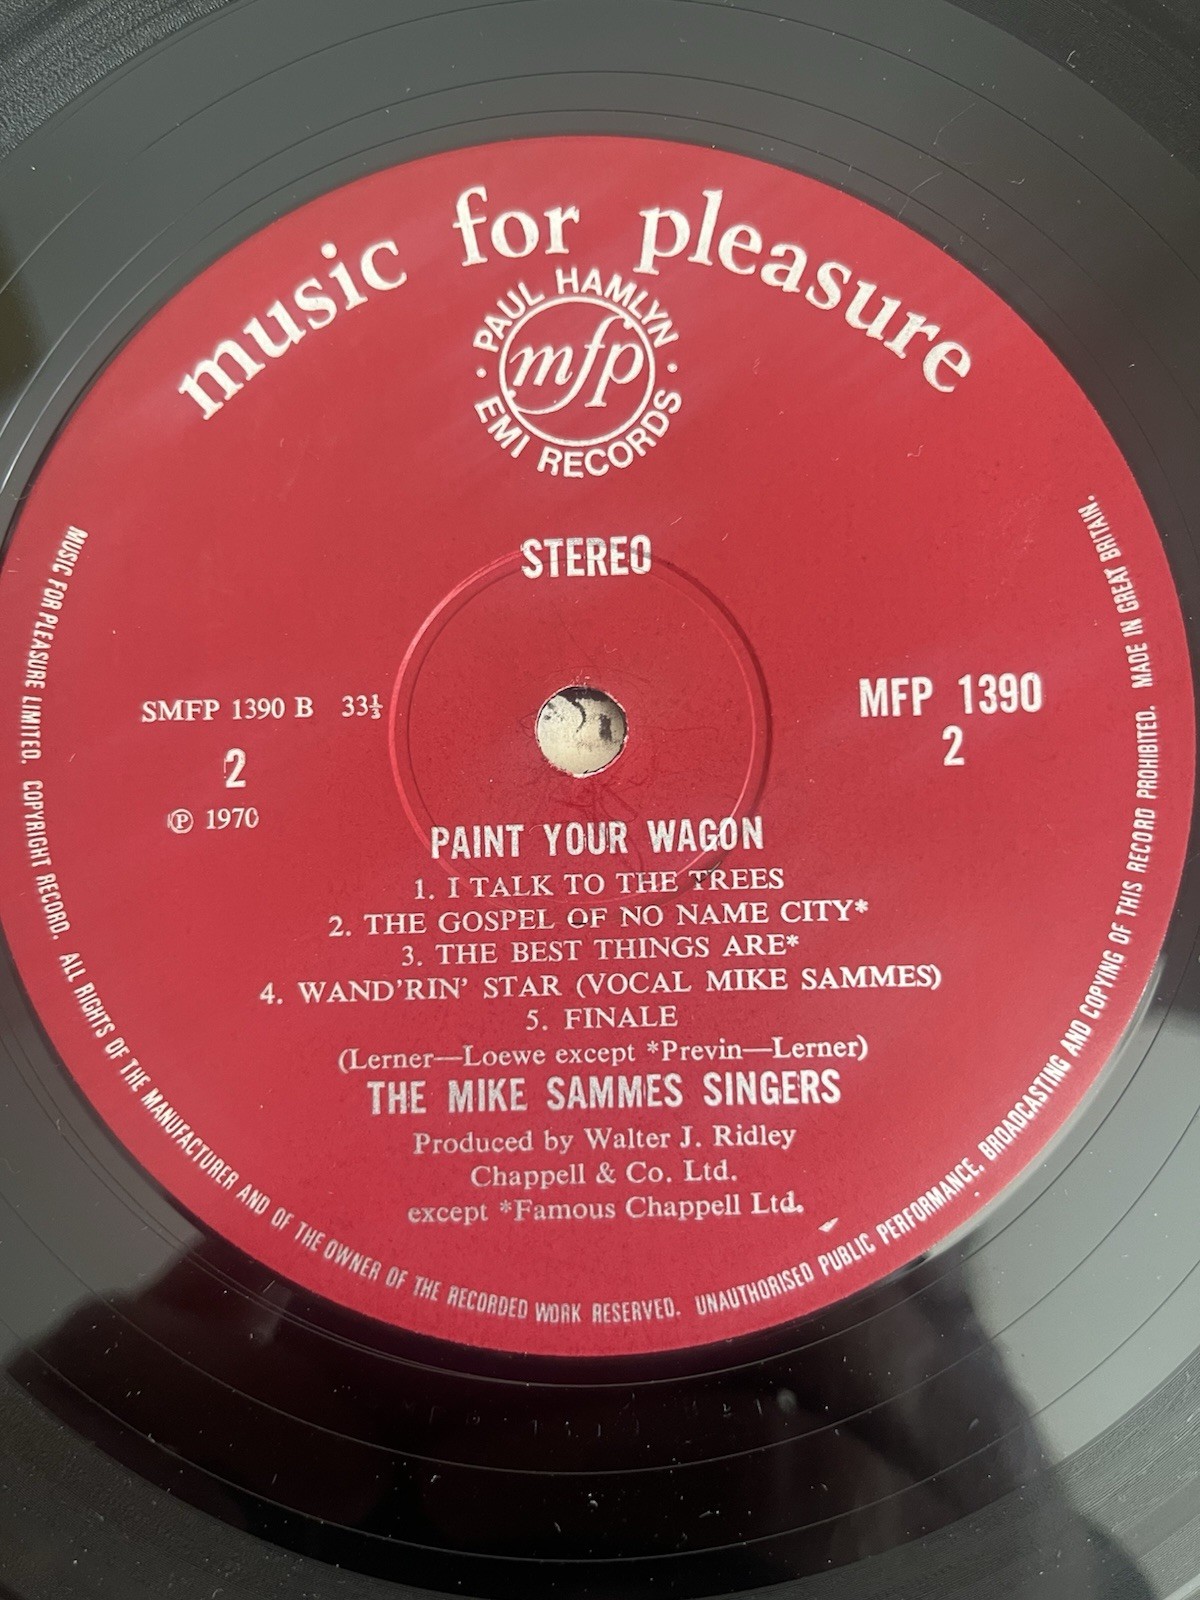 music for pleasure
PAUL HAMLYN
mfp
EMI RECORDS
STEREO
SMFP 1390 B 33⅓
2
℗ 1970
MFP 1390
2
PAINT YOUR WAGON
1. I TALK TO THE TREES
2. THE GOSPEL OF NO NAME CITY*
3. THE BEST THINGS ARE*
4. WAND'RIN' STAR (VOCAL MIKE SAMMES)
5. FINALE
(Lerner—Loewe except *Previn—Lerner)
THE MIKE SAMMES SINGERS
Produced by Walter J. Ridley
Chappell & Co. Ltd.
except *Famous Chappell Ltd.
MUSIC FOR PLEASURE LIMITED. COPYRIGHT RECORD. ALL RIGHTS OF THE MANUFACTURER AND OF THE OWNER OF THE RECORDED WORK RESERVED. UNAUTHORISED PUBLIC PERFORMANCE, BROADCASTING AND COPYING OF THIS RECORD PROHIBITED. MADE IN GREAT BRITAIN.